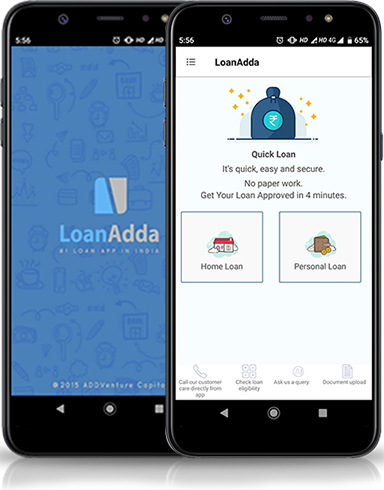 5:56
LoanAdda
#1 LOAN APP IN INDIA
© 2015 ADDVenture Capita
5:56
HD
HD 4G
65%
LoanAdda
Quick Loan
It's quick, easy and secure.
No paper work.
Get Your Loan Approved in 4 minutes.
Home Loan
Personal Loan
Call our customer
care directly from
app
Check loan
eligibility
Ask us a query
Document upload